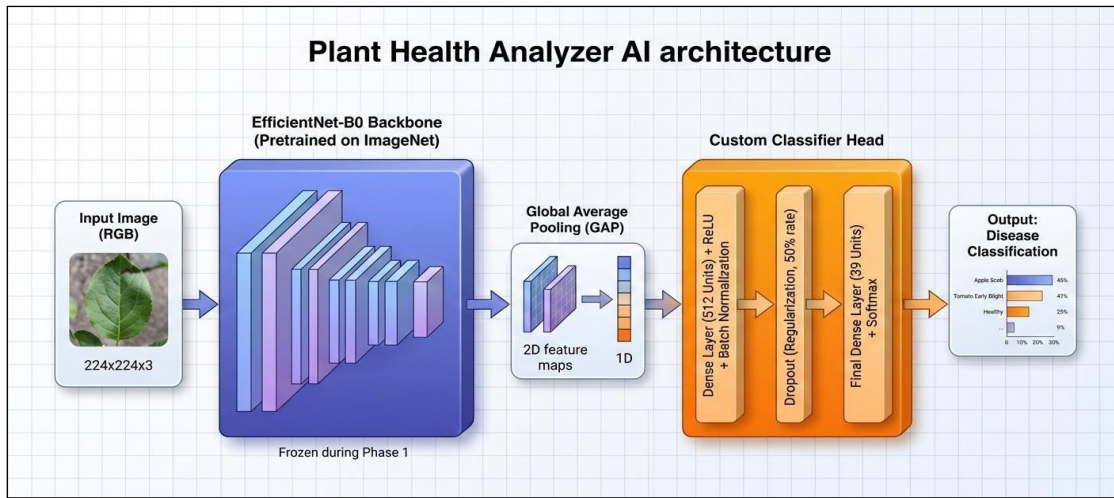 Plant Health Analyzer AI architecture
EfficientNet-B0 Backbone
(Pretrained on ImageNet)
Custom Classifier Head
Input Image
(RGB)
224x224x3
Frozen during Phase 1
Global Average
Pooling (GAP)
2D feature
maps
1D
Dense Layer (512 Units) + ReLU
+ Batch Normalization
Dropout (Regularization, 50% rate)
Final Dense Layer (39 Units)
+ Softmax
Output:
Disease
Classification
Apple Scob 45%
Tomato Early Blight 47%
Healthy 25%
... 9%
0 10% 20% 30%